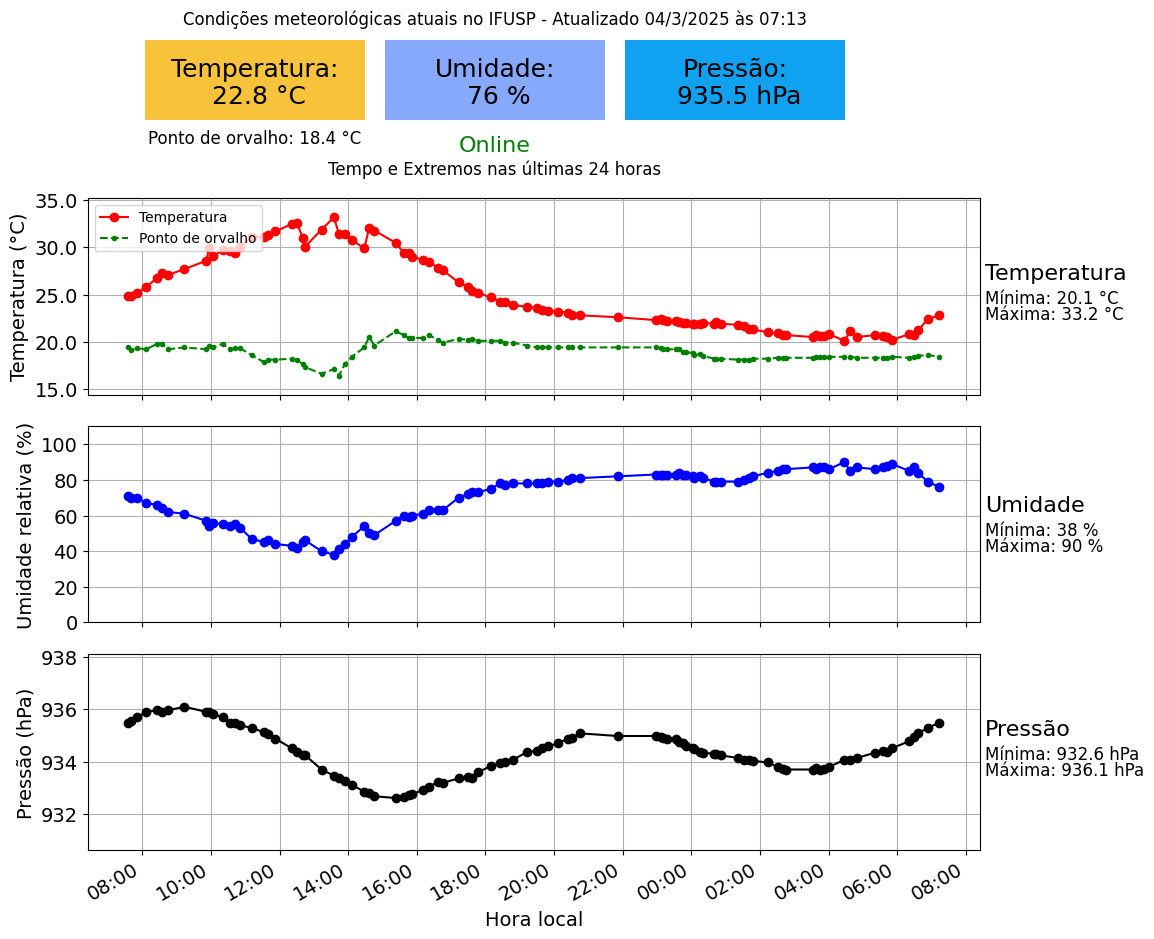 Condições meteorológicas atuais no IFUSP - Atualizado 04/3/2025 às 07:13
Temperatura:
22.8 °C
Umidade:
76 %
Pressão:
935.5 hPa
Ponto de orvalho: 18.4 °C
Online
Tempo e Extremos nas últimas 24 horas
Temperatura (°C)
35.0
30.0
25.0
20.0
15.0
Temperatura
Ponto de orvalho
Temperatura
Mínima: 20.1 °C
Máxima: 33.2 °C
Umidade relativa (%)
100
80
60
40
20
0
Umidade
Mínima: 38 %
Máxima: 90 %
Pressão (hPa)
938
936
934
932
Pressão
Mínima: 932.6 hPa
Máxima: 936.1 hPa
08:00
10:00
12:00
14:00
16:00
18:00
20:00
22:00
00:00
02:00
04:00
06:00
08:00
Hora local